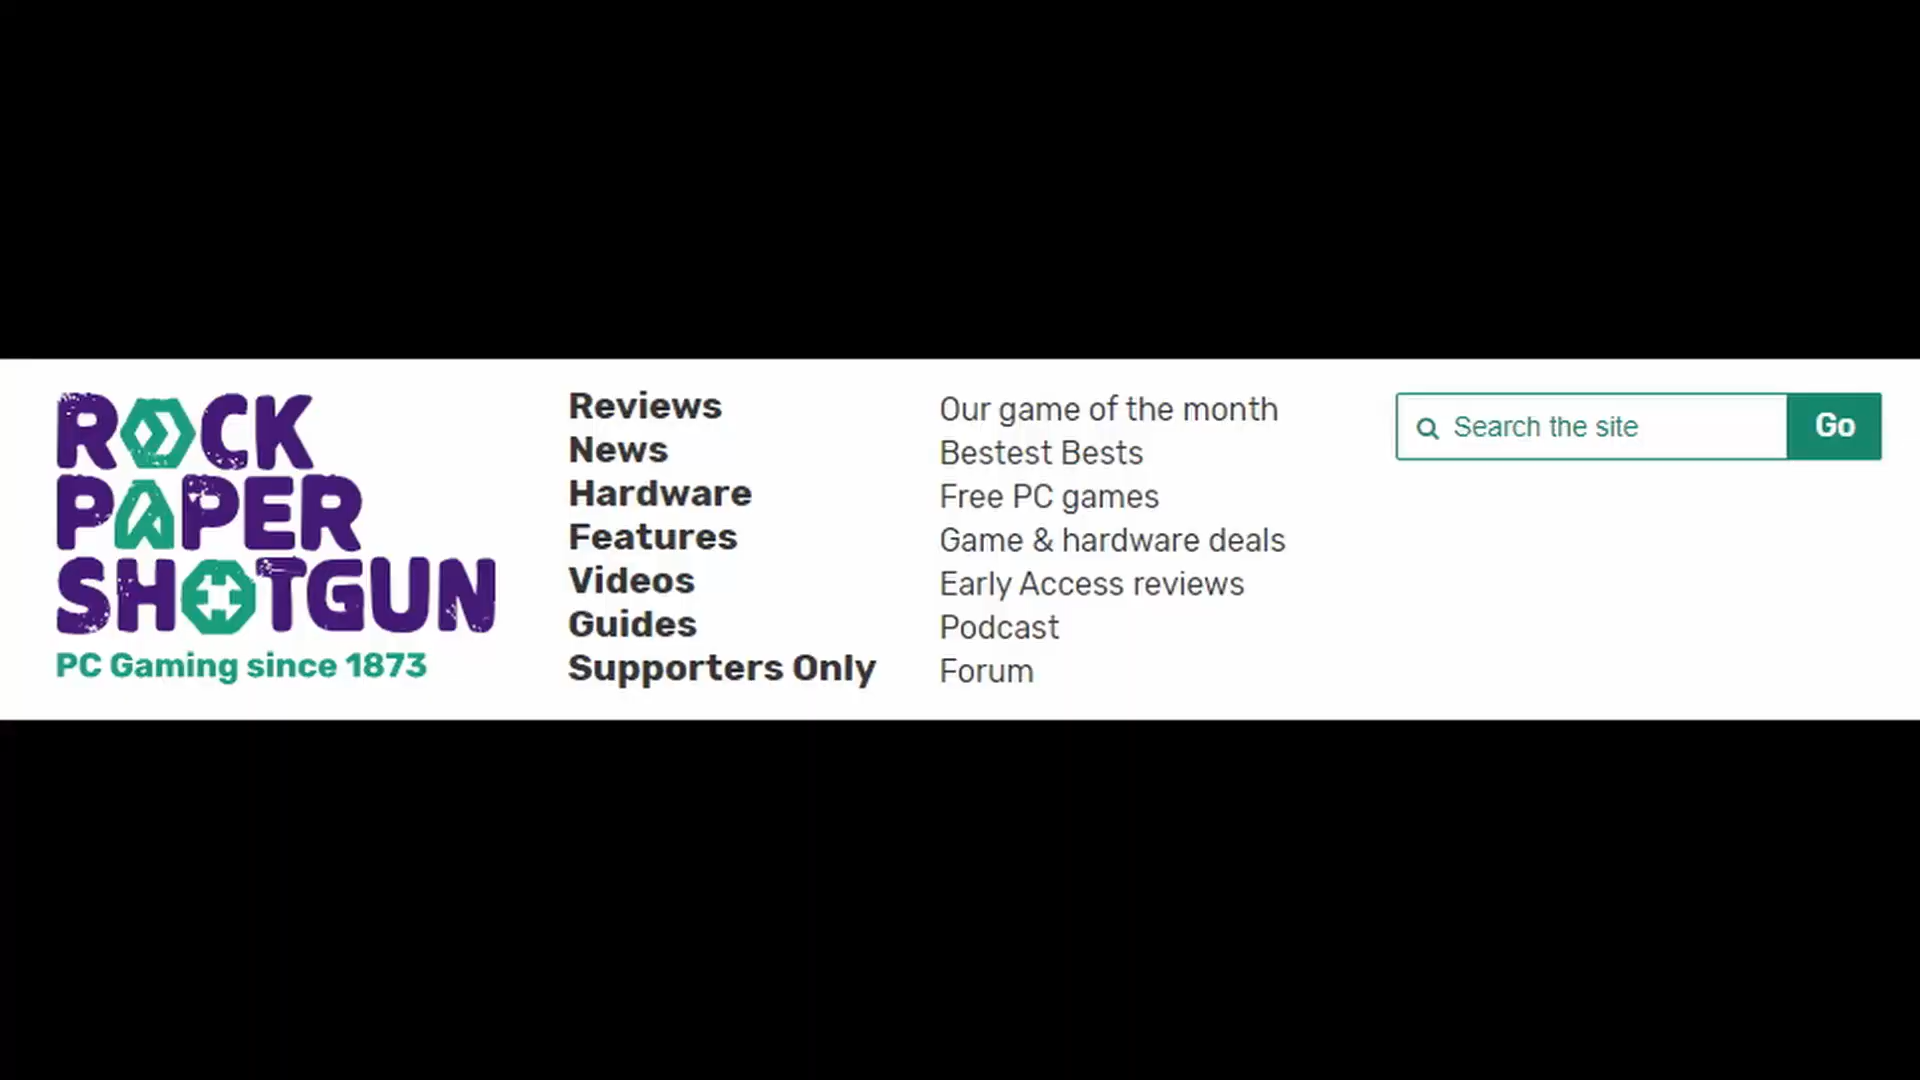 ROCK
PAPER
SHOTGUN
PC Gaming since 1873
Reviews
News
Hardware
Features
Videos
Guides
Supporters Only
Our game of the month
Bestest Bests
Free PC games
Game & hardware deals
Early Access reviews
Podcast
Forum
Search the site
Go